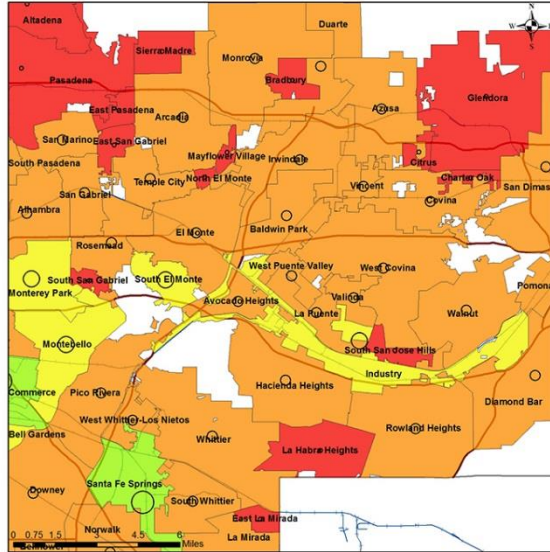 Altadena
Duarte
N
W
E
S
Sierra Madre
Monrovia
Pasadena
Bradbury
Glendora
East Pasadena
Arcadia
Azusa
San Marino
East San Gabriel
Mayflower Village
Irwindale
Citrus
Charter Oak
South Pasadena
Temple City
North El Monte
Vincent
San Dimas
San Gabriel
Covina
Alhambra
Baldwin Park
El Monte
Rosemead
West Puente Valley
West Covina
South San Gabriel
South El Monte
Pomona
Monterey Park
Avocado Heights
Valinda
La Puente
Walnut
Montebello
South San Jose Hills
Industry
Hacienda Heights
Commerce
Pico Rivera
Diamond Bar
West Whittier-Los Nietos
Rowland Heights
Bell Gardens
Whittier
La Habra Heights
Santa Fe Springs
Downey
South Whittier
East La Mirada
Norwalk
La Mirada
0 0.75 1.5 3 4.5 6
Miles
Bellflower